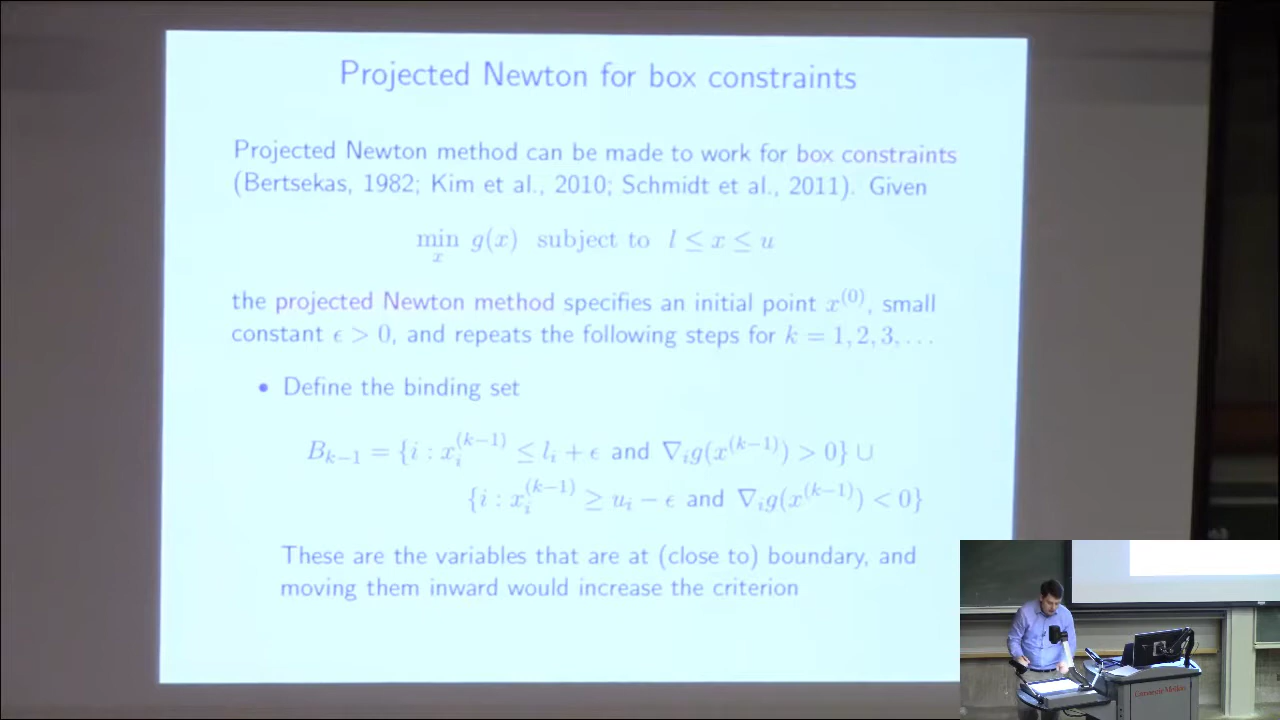 Projected Newton for box constraints
Projected Newton method can be made to work for box constraints
(Bertsekas, 1982; Kim et al., 2010; Schmidt et al., 2011). Given
min_x g(x) subject to l ≤ x ≤ u
the projected Newton method specifies an initial point x^{(0)}, small
constant ϵ > 0, and repeats the following steps for k = 1, 2, 3, . . .
• Define the binding set
B_{k−1} = {i : x_i^{(k−1)} ≤ l_i + ϵ and ∇_i g(x^{(k−1)}) > 0} ∪
{i : x_i^{(k−1)} ≥ u_i − ϵ and ∇_i g(x^{(k−1)}) < 0}
These are the variables that are at (close to) boundary, and
moving them inward would increase the criterion
Carnegie Mellon